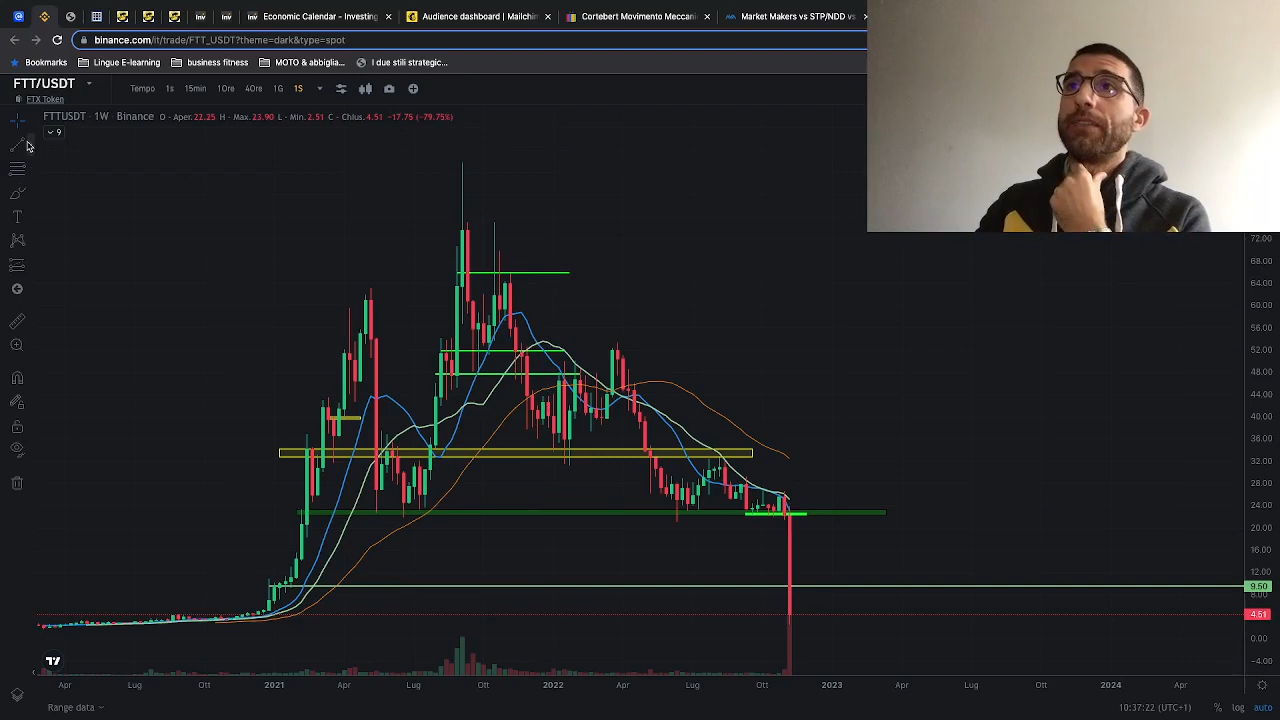 Economic Calendar - Investing
Audience dashboard | Mailchim
Cortebert Movimento Meccani
Market Makers vs STP/NDD vs
binance.com/it/trade/FTT_USDT?theme=dark&type=spot
Bookmarks
Lingue E-learning
business fitness
MOTO & abbiglia...
I due stili strategic...
FTT/USDT
FTX Token
Tempo 1s 15min 1Ore 4Ore 1G 1S
FTTUSDT · 1W · Binance O - Aper.22.25 H - Max.23.90 L - Min.2.51 C - Chius.4.51 -17.75 (-79.75%)
9
72.00
68.00
64.00
60.00
56.00
52.00
48.00
44.00
40.00
36.00
32.00
28.00
24.00
20.00
16.00
12.00
9.50
8.00
4.51
0.00
−4.00
Apr Lug Ott 2021 Apr Lug Ott 2022 Apr Lug Ott 2023 Apr Lug Ott 2024 Apr
Range data
10:37:22 (UTC+1) % log auto